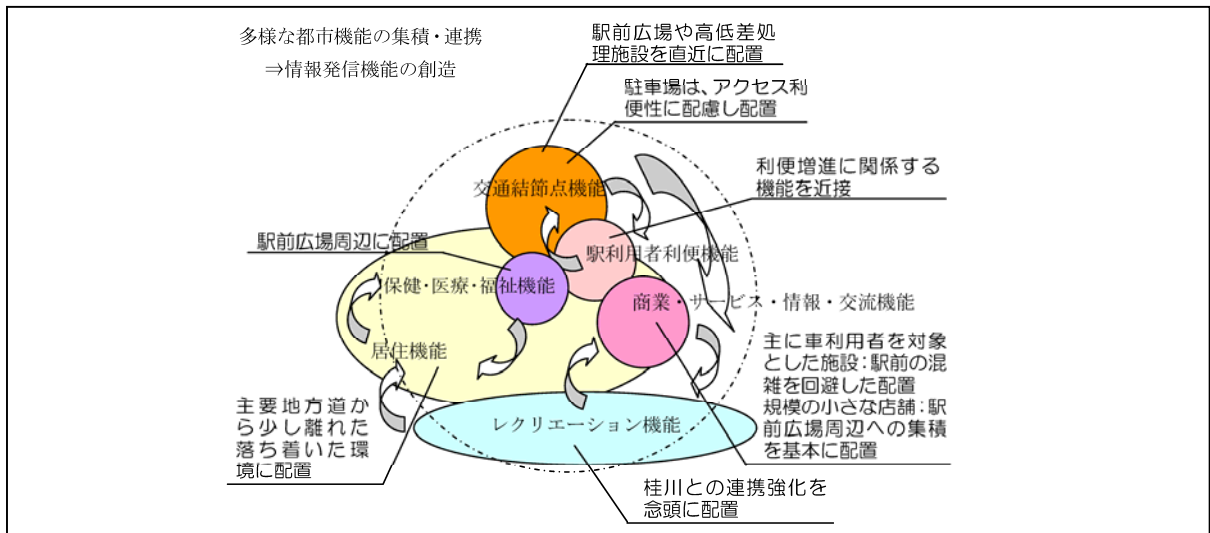 多様な都市機能の集積・連携
⇒情報発信機能の創造
駅前広場や高低差処
理施設を直近に配置
駐車場は、アクセス利
便性に配慮し配置
利便増進に関係する
機能を近接
交通結節点機能
駅前広場周辺に配置
駅利用者利便機能
保健・医療・福祉機能
商業・サービス・情報・交流機能
居住機能
主に車利用者を対象
とした施設：駅前の混
雑を回避した配置
規模の小さな店舗：駅
前広場周辺への集積
を基本に配置
主要地方道か
ら少し離れた
落ち着いた環
境に配置
レクリエーション機能
桂川との連携強化を
念頭に配置